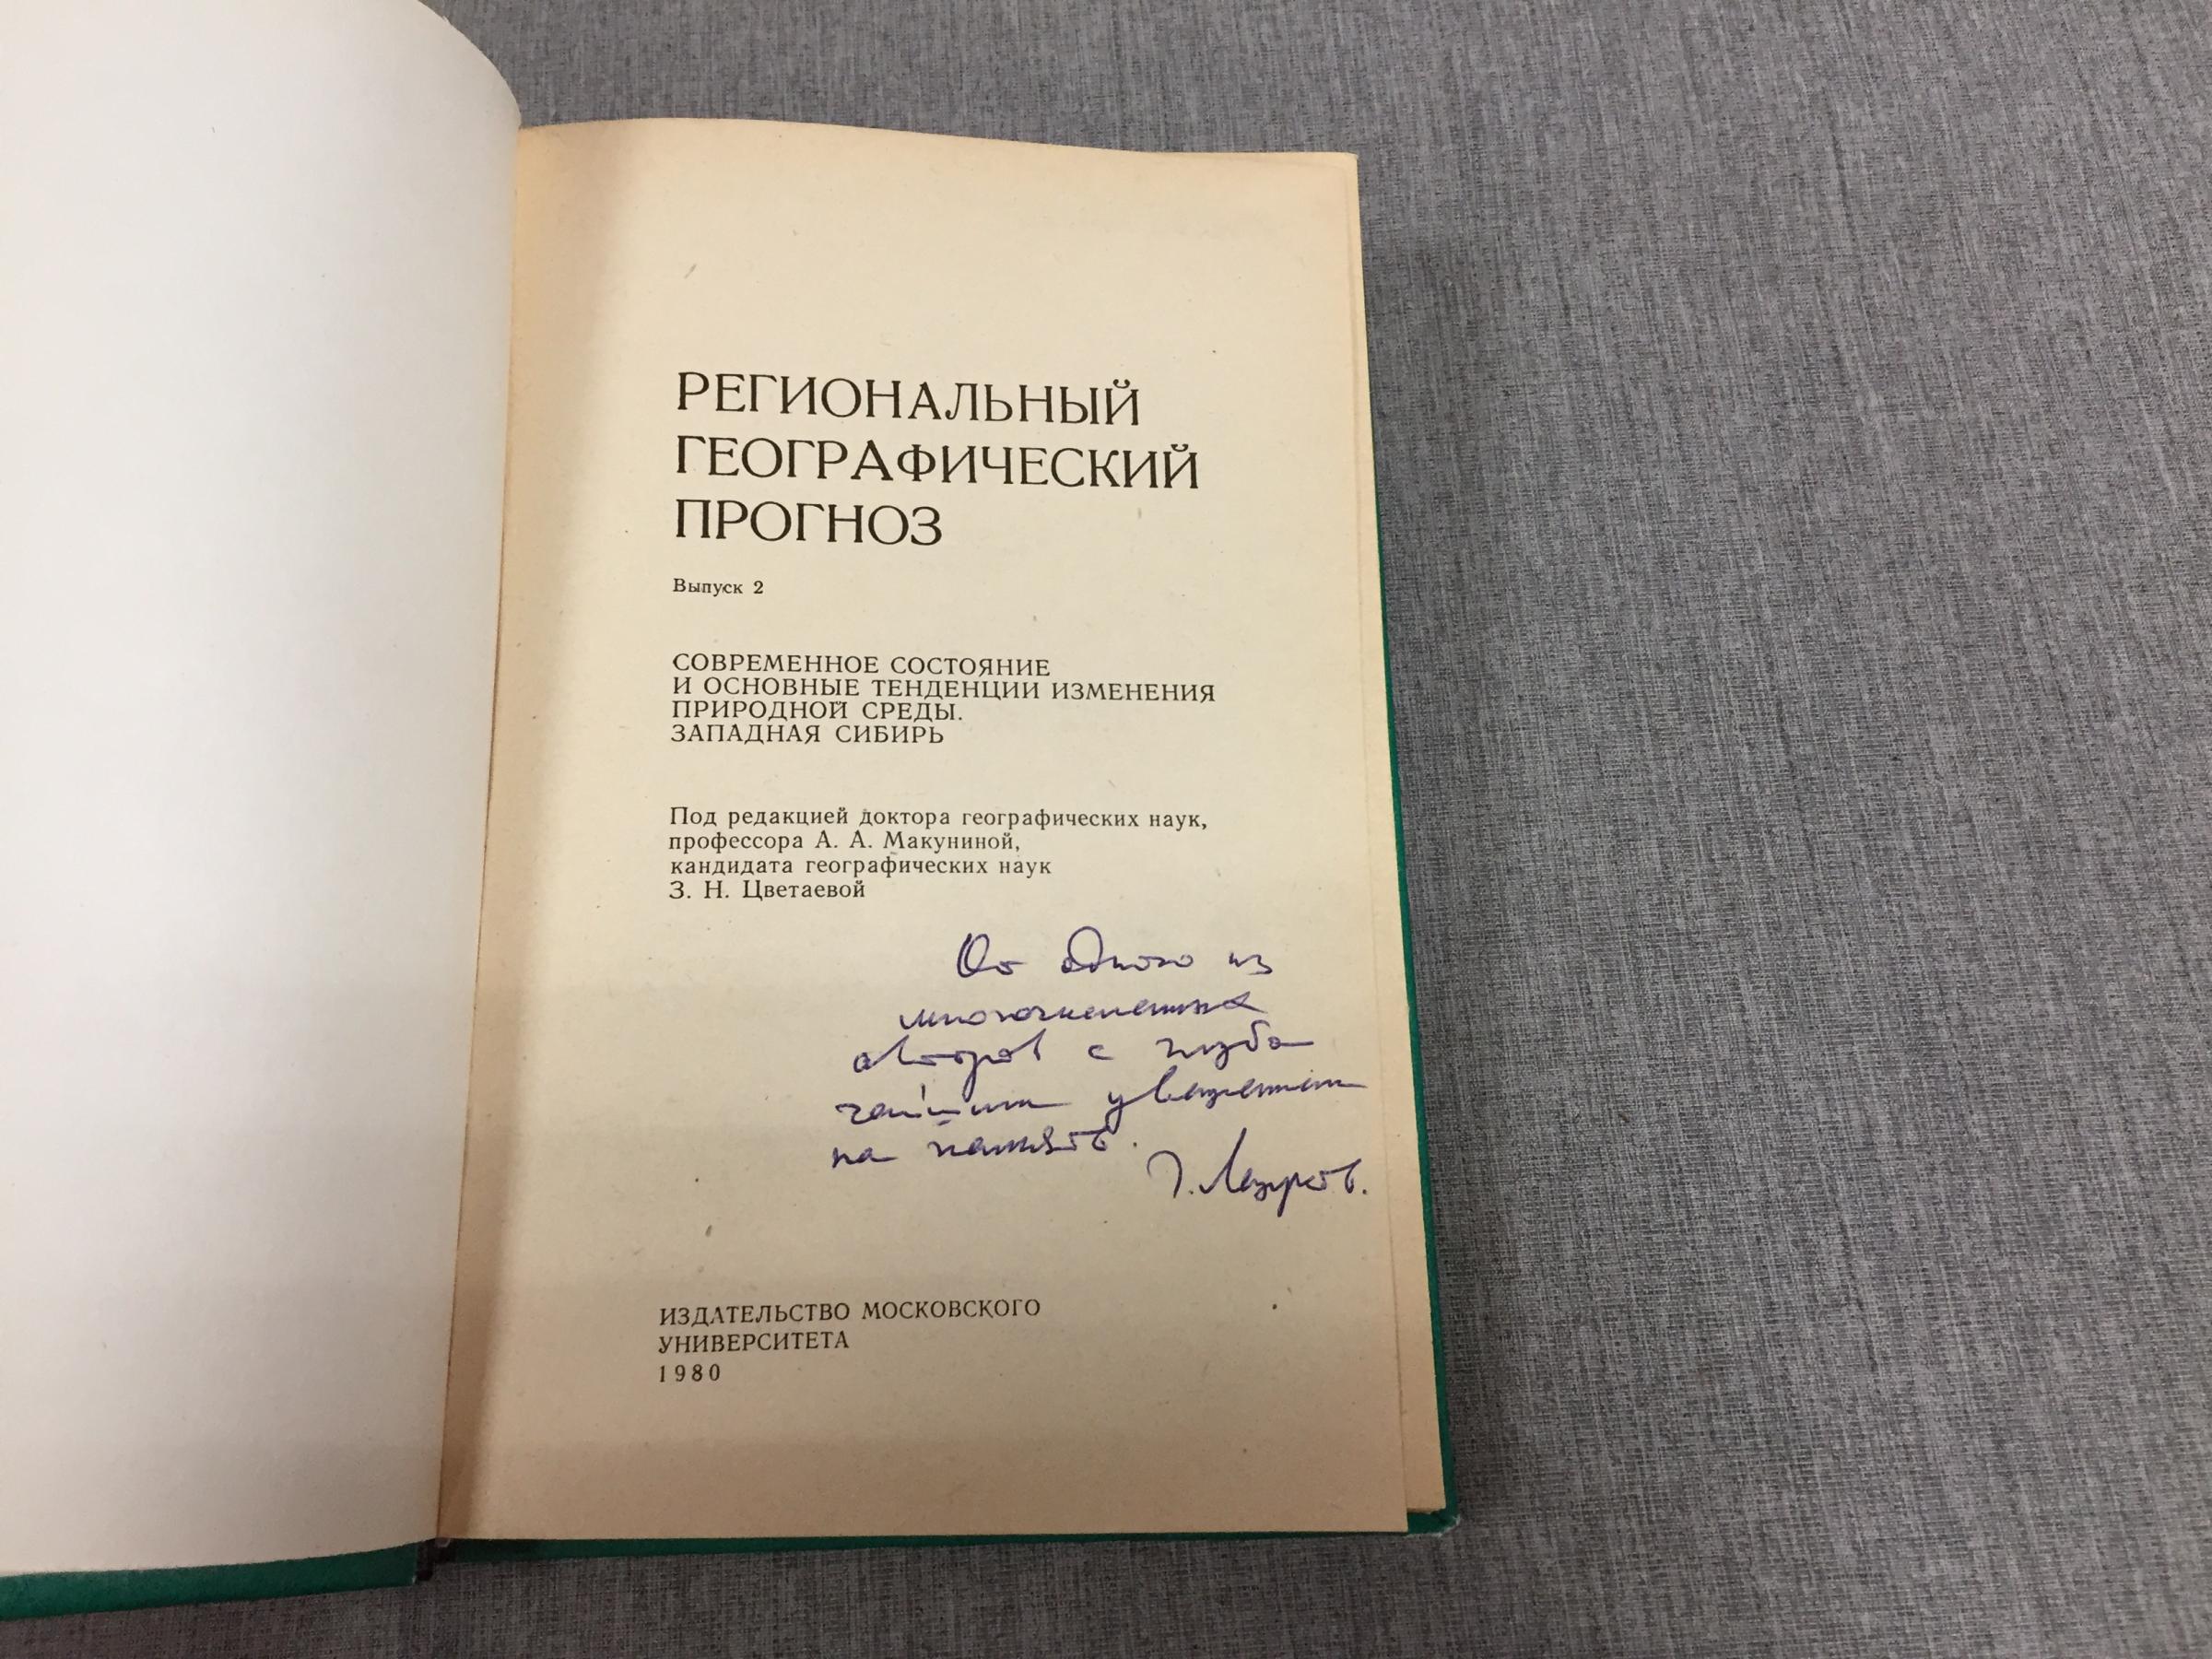 РЕГИОНАЛЬНЫЙ
ГЕОГРАФИЧЕСКИЙ
ПРОГНОЗ
Выпуск 2
СОВРЕМЕННОЕ СОСТОЯНИЕ
И ОСНОВНЫЕ ТЕНДЕНЦИИ ИЗМЕНЕНИЯ
ПРИРОДНОЙ СРЕДЫ.
ЗАПАДНАЯ СИБИРЬ
Под редакцией доктора географических наук,
профессора А. А. Макуниной,
кандидата географических наук
З. Н. Цветаевой
От одного из
многочисленных
авторов с глубо
чайшим уважением
на память.
ИЗДАТЕЛЬСТВО МОСКОВСКОГО
УНИВЕРСИТЕТА
1980